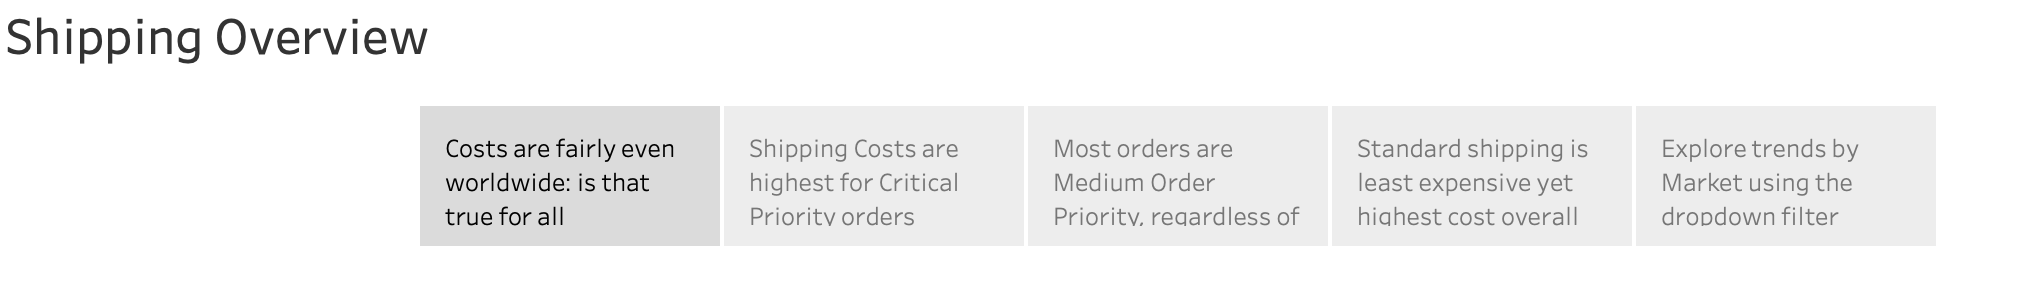 Shipping Overview
Costs are fairly even
worldwide: is that
true for all
Shipping Costs are
highest for Critical
Priority orders
Most orders are
Medium Order
Priority, regardless of
Standard shipping is
least expensive yet
highest cost overall
Explore trends by
Market using the
dropdown filter